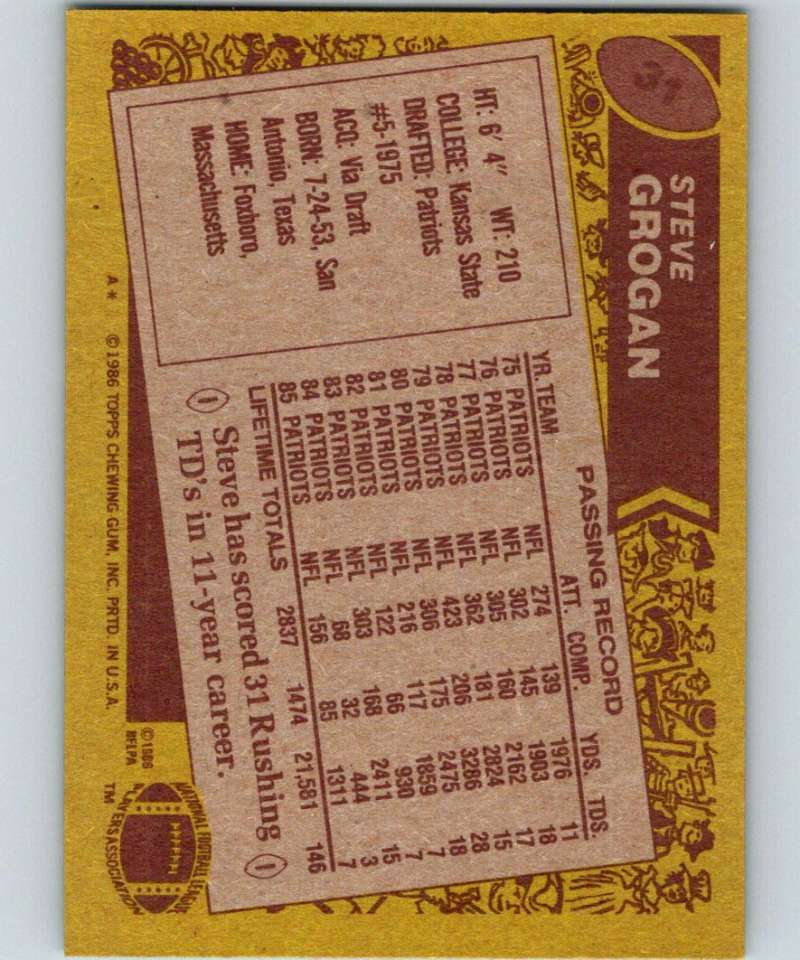 31
STEVE
GROGAN
HT: 6' 4" WT: 210
COLLEGE: Kansas State
DRAFTED: Patriots
#5-1975
ACQ: Via Draft
BORN: 7-24-53, San
Antonio, Texas
HOME: Foxboro,
Massachusetts
PASSING RECORD
YR. TEAM ATT. COMP. YDS. TDS.
75 PATRIOTS NFL 274 139 1976 11
76 PATRIOTS NFL 302 145 1903 18
77 PATRIOTS NFL 305 160 2162 17
78 PATRIOTS NFL 362 181 2824 15
79 PATRIOTS NFL 423 206 3286 28
80 PATRIOTS NFL 306 175 2475 18
81 PATRIOTS NFL 216 117 1859 7
82 PATRIOTS NFL 122 66 930 7
83 PATRIOTS NFL 303 168 2411 15
84 PATRIOTS NFL 68 32 444 3
85 PATRIOTS NFL 156 85 1311 7
LIFETIME TOTALS 2837 1474 21,581 146
Steve has scored 31 Rushing
TD's in 11-year career.
A* ©1986 TOPPS CHEWING GUM, INC. PRTD. IN U.S.A.
©1986
NFLPA
NATIONAL FOOTBALL LEAGUE
PLAYERS ASSOCIATION
TM